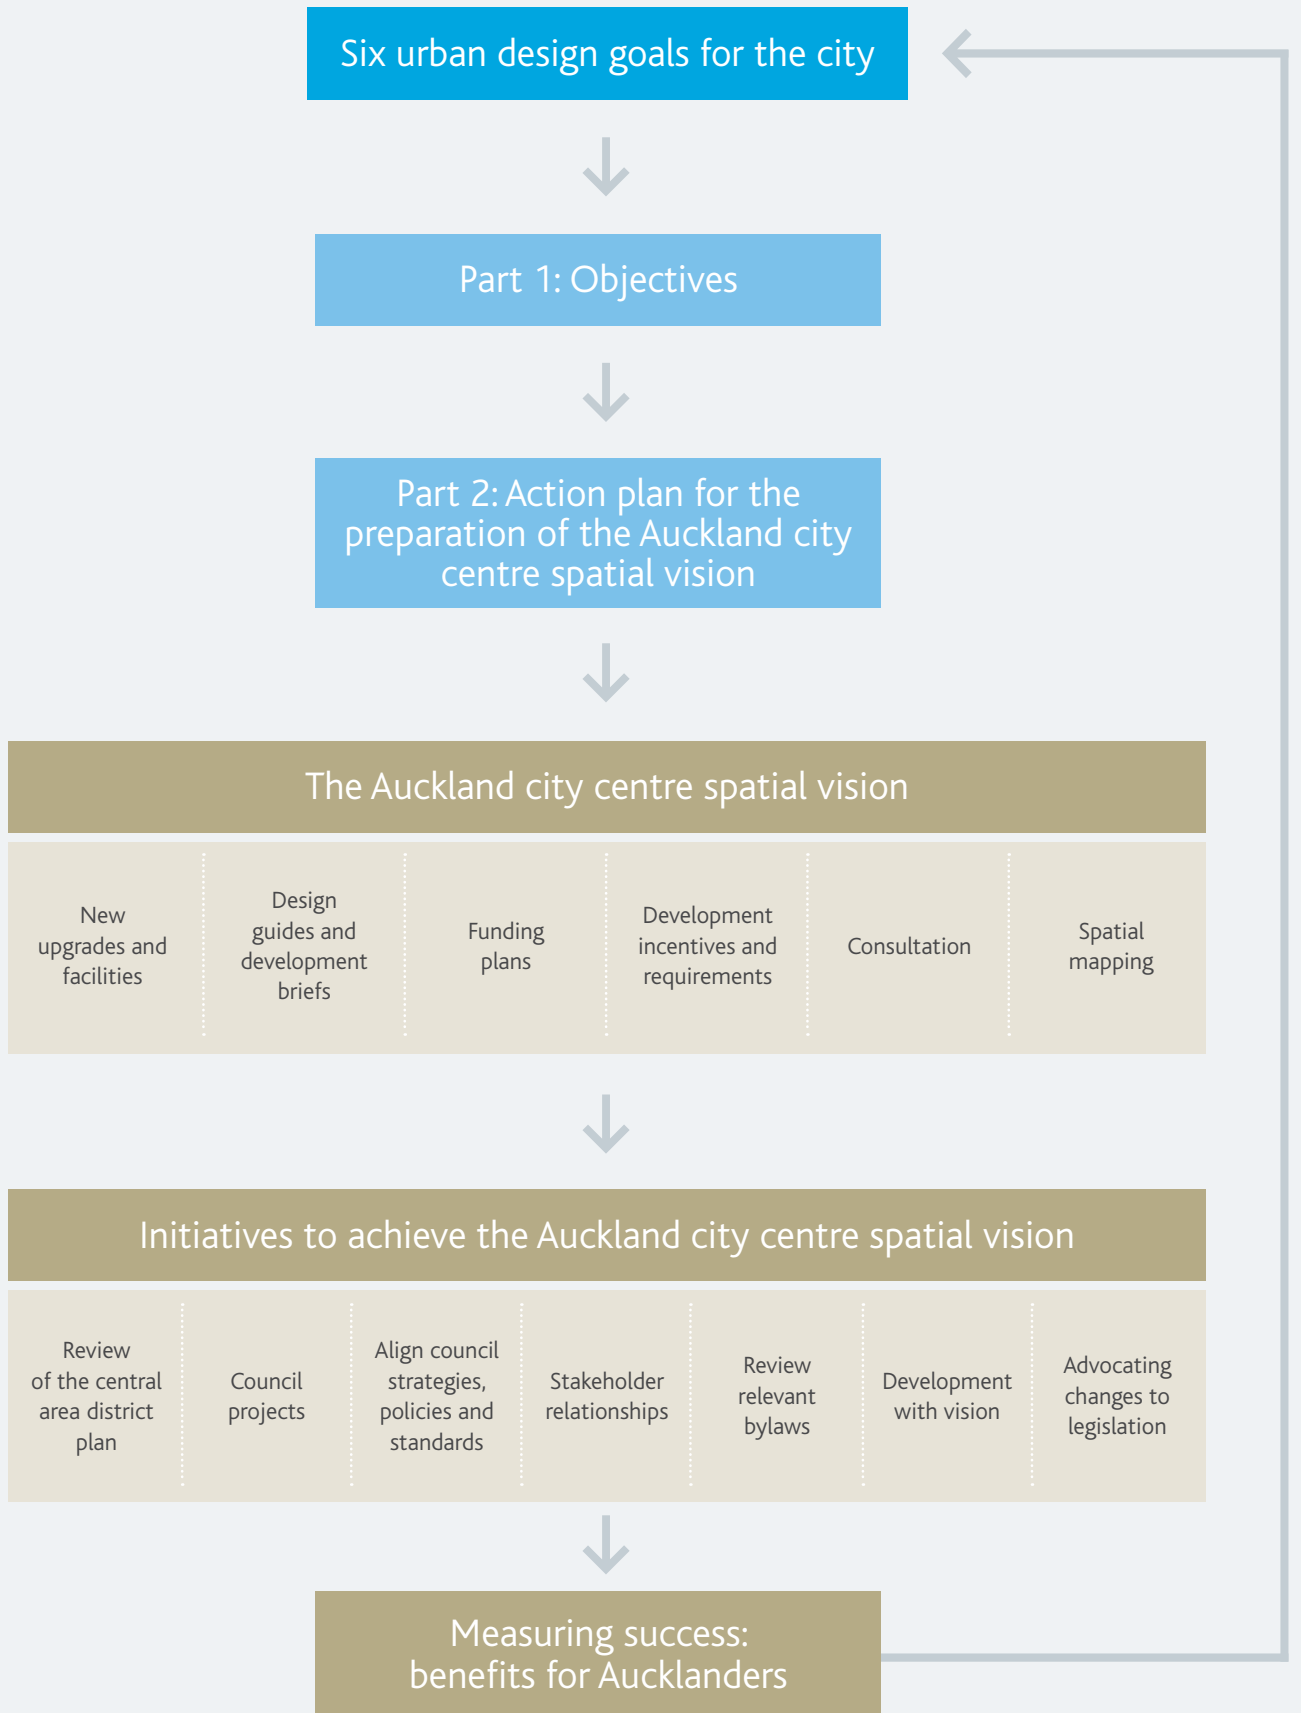 Six urban design goals for the city
Part 1: Objectives
Part 2: Action plan for the
preparation of the Auckland city
centre spatial vision
The Auckland city centre spatial vision
New
upgrades and
facilities
Design
guides and
development
briefs
Funding
plans
Development
incentives and
requirements
Consultation
Spatial
mapping
Initiatives to achieve the Auckland city centre spatial vision
Review
of the central
area district
plan
Council
projects
Align council
strategies,
policies and
standards
Stakeholder
relationships
Review
relevant
bylaws
Development
with vision
Advocating
changes to
legislation
Measuring success:
benefits for Aucklanders